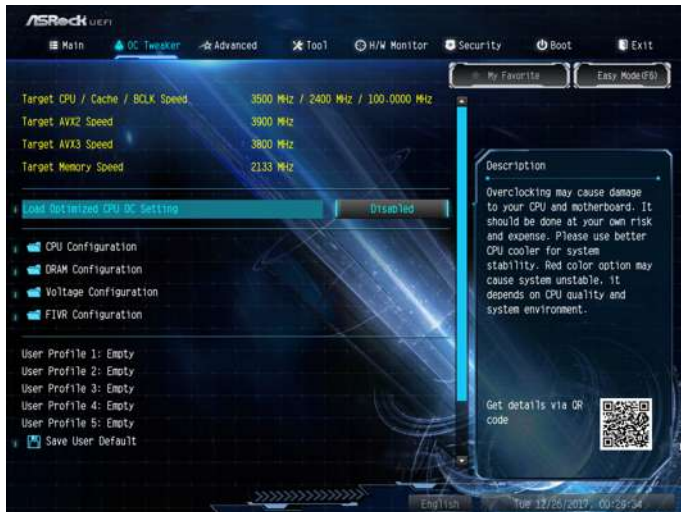 ASRock UEFI
Main OC Tweaker Advanced Tool H/W Monitor Security Boot Exit
My Favorite Easy Mode(F6)
Target CPU / Cache / BCLK Speed 3500 MHz / 2400 MHz / 100.0000 MHz
Target AVX2 Speed 3900 MHz
Target AVX3 Speed 3800 MHz
Target Memory Speed 2133 MHz
Load Optimized CPU OC Setting Disabled
CPU Configuration
DRAM Configuration
Voltage Configuration
FIVR Configuration
User Profile 1: Empty
User Profile 2: Empty
User Profile 3: Empty
User Profile 4: Empty
User Profile 5: Empty
Save User Default
Description
Overclocking may cause damage
to your CPU and motherboard. It
should be done at your own risk
and expense. Please use better
CPU cooler for system
stability. Red color option may
cause system unstable, it
depends on CPU quality and
system environment.
Get details via QR
code
English Tue 12/26/2017, 00:28:34